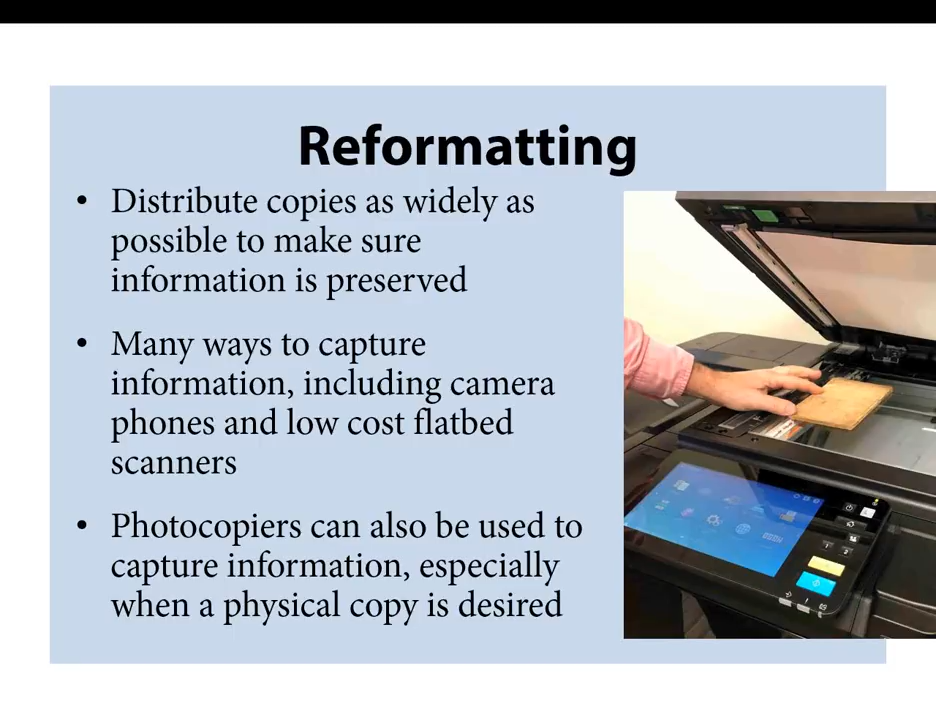 Reformatting
• Distribute copies as widely as
possible to make sure
information is preserved
• Many ways to capture
information, including camera
phones and low cost flatbed
scanners
• Photocopiers can also be used to
capture information, especially
when a physical copy is desired